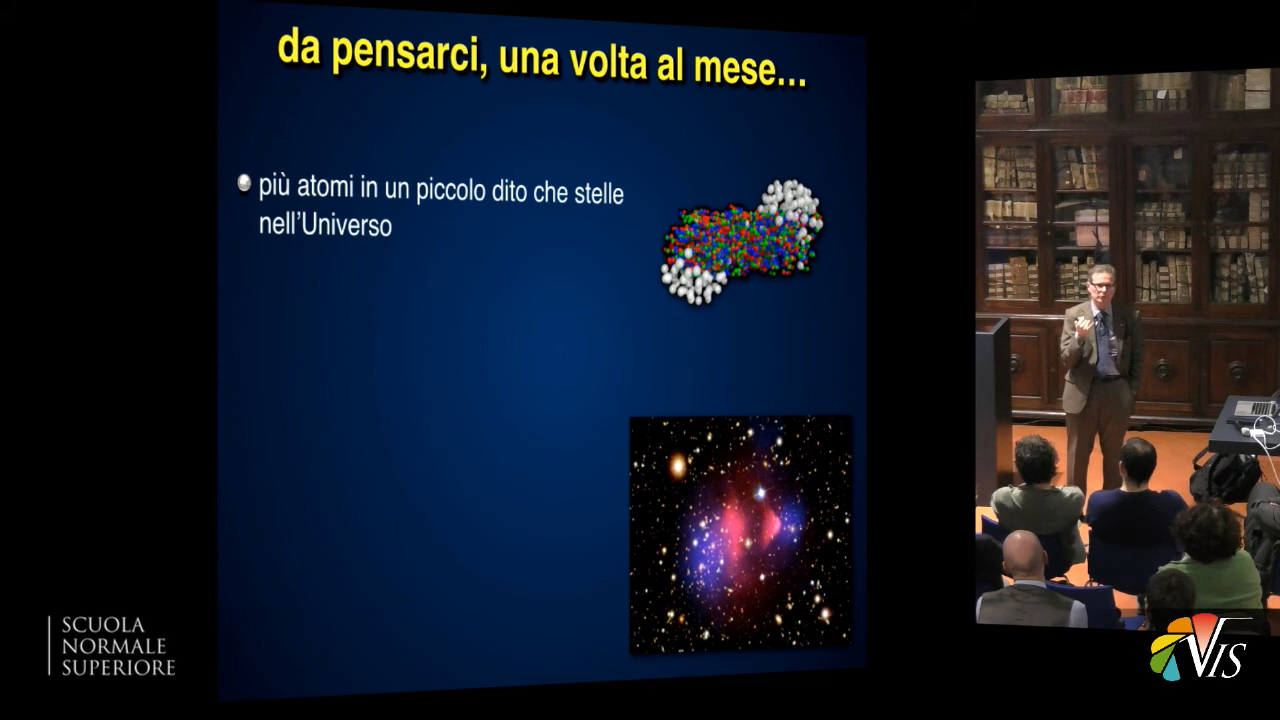 da pensarci, una volta al mese...
più atomi in un piccolo dito che stelle
nell'Universo
SCUOLA
NORMALE
SUPERIORE
VIS